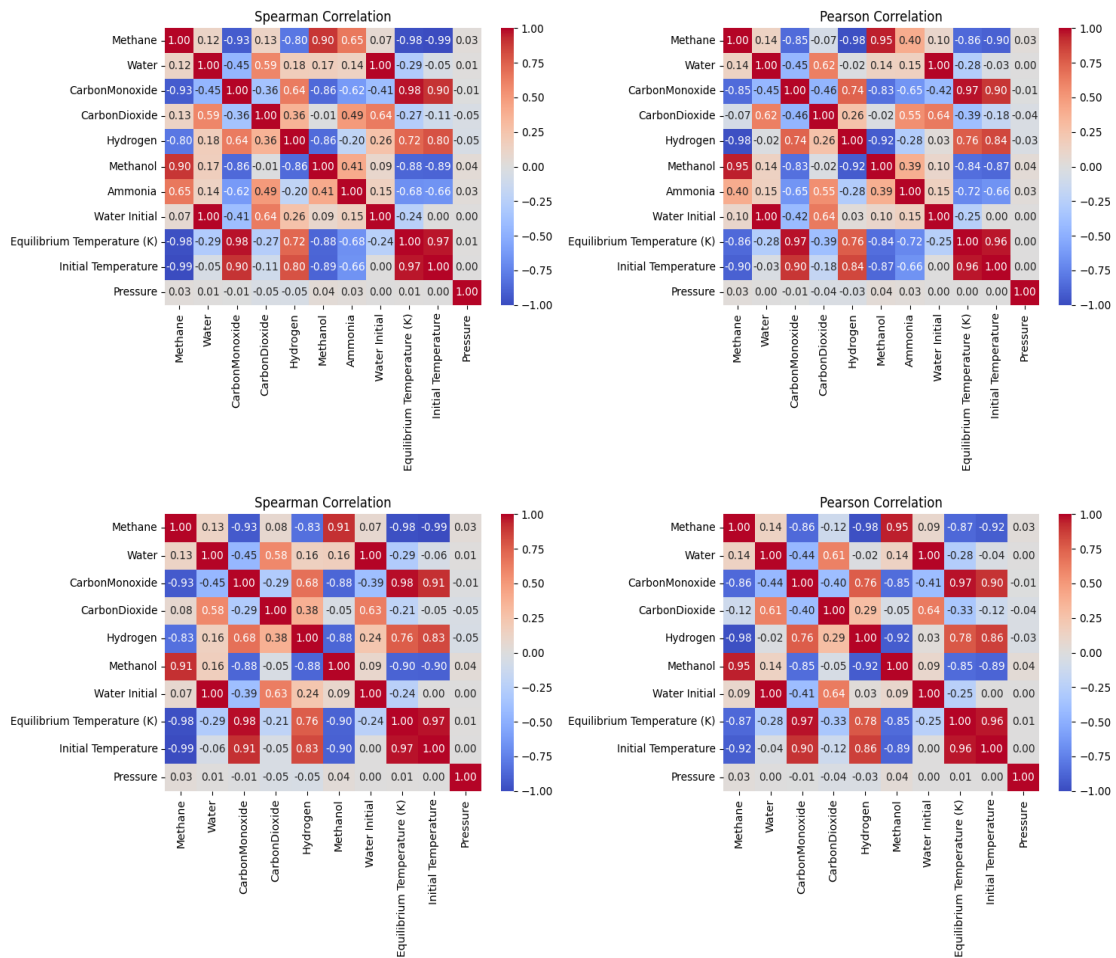 Spearman Correlation
Methane 1.00 0.12 -0.93 0.13 -0.80 0.90 0.65 0.07 -0.98 -0.99 0.03
Water 0.12 1.00 -0.45 0.59 0.18 0.17 0.14 1.00 -0.29 -0.05 0.01
CarbonMonoxide -0.93 -0.45 1.00 -0.36 0.64 -0.86 -0.62 -0.41 0.98 0.90 -0.01
CarbonDioxide 0.13 0.59 -0.36 1.00 0.36 -0.01 0.49 0.64 -0.27 -0.11 -0.05
Hydrogen -0.80 0.18 0.64 0.36 1.00 -0.86 -0.20 0.26 0.72 0.80 -0.05
Methanol 0.90 0.17 -0.86 -0.01 -0.86 1.00 0.41 0.09 -0.88 -0.89 0.04
Ammonia 0.65 0.14 -0.62 0.49 -0.20 0.41 1.00 0.15 -0.68 -0.66 0.03
Water Initial 0.07 1.00 -0.41 0.64 0.26 0.09 0.15 1.00 -0.24 0.00 0.00
Equilibrium Temperature (K) -0.98 -0.29 0.98 -0.27 0.72 -0.88 -0.68 -0.24 1.00 0.97 0.01
Initial Temperature -0.99 -0.05 0.90 -0.11 0.80 -0.89 -0.66 0.00 0.97 1.00 0.00
Pressure 0.03 0.01 -0.01 -0.05 -0.05 0.04 0.03 0.00 0.01 0.00 1.00
Methane
Water
CarbonMonoxide
CarbonDioxide
Hydrogen
Methanol
Ammonia
Water Initial
Equilibrium Temperature (K)
Initial Temperature
Pressure
1.00
0.75
0.50
0.25
0.00
−0.25
−0.50
−0.75
−1.00
Pearson Correlation
Methane 1.00 0.14 -0.85 -0.07 -0.98 0.95 0.40 0.10 -0.86 -0.90 0.03
Water 0.14 1.00 -0.45 0.62 -0.02 0.14 0.15 1.00 -0.28 -0.03 0.00
CarbonMonoxide -0.85 -0.45 1.00 -0.46 0.74 -0.83 -0.65 -0.42 0.97 0.90 -0.01
CarbonDioxide -0.07 0.62 -0.46 1.00 0.26 -0.02 0.55 0.64 -0.39 -0.18 -0.04
Hydrogen -0.98 -0.02 0.74 0.26 1.00 -0.92 -0.28 0.03 0.76 0.84 -0.03
Methanol 0.95 0.14 -0.83 -0.02 -0.92 1.00 0.39 0.10 -0.84 -0.87 0.04
Ammonia 0.40 0.15 -0.65 0.55 -0.28 0.39 1.00 0.15 -0.72 -0.66 0.03
Water Initial 0.10 1.00 -0.42 0.64 0.03 0.10 0.15 1.00 -0.25 0.00 0.00
Equilibrium Temperature (K) -0.86 -0.28 0.97 -0.39 0.76 -0.84 -0.72 -0.25 1.00 0.96 0.00
Initial Temperature -0.90 -0.03 0.90 -0.18 0.84 -0.87 -0.66 0.00 0.96 1.00 0.00
Pressure 0.03 0.00 -0.01 -0.04 -0.03 0.04 0.03 0.00 0.00 0.00 1.00
Methane
Water
CarbonMonoxide
CarbonDioxide
Hydrogen
Methanol
Ammonia
Water Initial
Equilibrium Temperature (K)
Initial Temperature
Pressure
1.00
0.75
0.50
0.25
0.00
−0.25
−0.50
−0.75
−1.00
Spearman Correlation
Methane 1.00 0.13 -0.93 0.08 -0.83 0.91 0.07 -0.98 -0.99 0.03
Water 0.13 1.00 -0.45 0.58 0.16 0.16 1.00 -0.29 -0.06 0.01
CarbonMonoxide -0.93 -0.45 1.00 -0.29 0.68 -0.88 -0.39 0.98 0.91 -0.01
CarbonDioxide 0.08 0.58 -0.29 1.00 0.38 -0.05 0.63 -0.21 -0.05 -0.05
Hydrogen -0.83 0.16 0.68 0.38 1.00 -0.88 0.24 0.76 0.83 -0.05
Methanol 0.91 0.16 -0.88 -0.05 -0.88 1.00 0.09 -0.90 -0.90 0.04
Water Initial 0.07 1.00 -0.39 0.63 0.24 0.09 1.00 -0.24 0.00 0.00
Equilibrium Temperature (K) -0.98 -0.29 0.98 -0.21 0.76 -0.90 -0.24 1.00 0.97 0.01
Initial Temperature -0.99 -0.06 0.91 -0.05 0.83 -0.90 0.00 0.97 1.00 0.00
Pressure 0.03 0.01 -0.01 -0.05 -0.05 0.04 0.00 0.01 0.00 1.00
Methane
Water
CarbonMonoxide
CarbonDioxide
Hydrogen
Methanol
Water Initial
Equilibrium Temperature (K)
Initial Temperature
Pressure
1.00
0.75
0.50
0.25
0.00
−0.25
−0.50
−0.75
−1.00
Pearson Correlation
Methane 1.00 0.14 -0.86 -0.12 -0.98 0.95 0.09 -0.87 -0.92 0.03
Water 0.14 1.00 -0.44 0.61 -0.02 0.14 1.00 -0.28 -0.04 0.00
CarbonMonoxide -0.86 -0.44 1.00 -0.40 0.76 -0.85 -0.41 0.97 0.90 -0.01
CarbonDioxide -0.12 0.61 -0.40 1.00 0.29 -0.05 0.64 -0.33 -0.12 -0.04
Hydrogen -0.98 -0.02 0.76 0.29 1.00 -0.92 0.03 0.78 0.86 -0.03
Methanol 0.95 0.14 -0.85 -0.05 -0.92 1.00 0.09 -0.85 -0.89 0.04
Water Initial 0.09 1.00 -0.41 0.64 0.03 0.09 1.00 -0.25 0.00 0.00
Equilibrium Temperature (K) -0.87 -0.28 0.97 -0.33 0.78 -0.85 -0.25 1.00 0.96 0.01
Initial Temperature -0.92 -0.04 0.90 -0.12 0.86 -0.89 0.00 0.96 1.00 0.00
Pressure 0.03 0.00 -0.01 -0.04 -0.03 0.04 0.00 0.01 0.00 1.00
Methane
Water
CarbonMonoxide
CarbonDioxide
Hydrogen
Methanol
Water Initial
Equilibrium Temperature (K)
Initial Temperature
Pressure
1.00
0.75
0.50
0.25
0.00
−0.25
−0.50
−0.75
−1.00